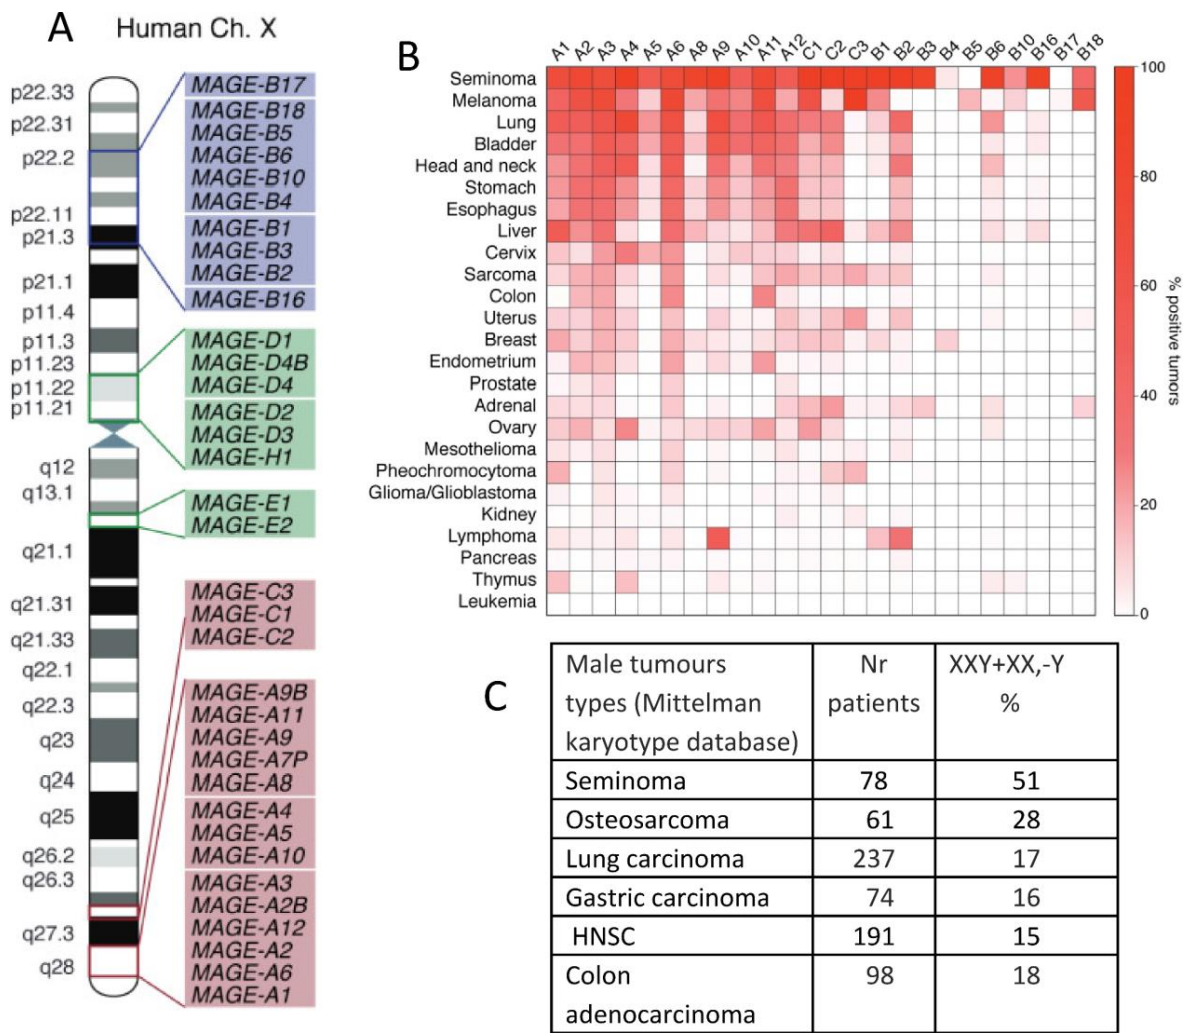 A
Human Ch. X
p22.33
p22.31
p22.2
p22.11
p21.3
p21.1
p11.4
p11.3
p11.23
p11.22
p11.21
q12
q13.1
q21.1
q21.31
q21.33
q22.1
q22.3
q23
q24
q25
q26.2
q26.3
q27.3
q28
MAGE-B17
MAGE-B18
MAGE-B5
MAGE-B6
MAGE-B10
MAGE-B4
MAGE-B1
MAGE-B3
MAGE-B2
MAGE-B16
MAGE-D1
MAGE-D4B
MAGE-D4
MAGE-D2
MAGE-D3
MAGE-H1
MAGE-E1
MAGE-E2
MAGE-C3
MAGE-C1
MAGE-C2
MAGE-A9B
MAGE-A11
MAGE-A9
MAGE-A7P
MAGE-A8
MAGE-A4
MAGE-A5
MAGE-A10
MAGE-A3
MAGE-A2B
MAGE-A12
MAGE-A2
MAGE-A6
MAGE-A1
B
A1 A2 A3 A4 A5 A6 A8 A9 A10 A11 A12 C1 C2 C3 B1 B2 B3 B4 B5 B6 B10 B16 B17 B18
Seminoma
Melanoma
Lung
Bladder
Head and neck
Stomach
Esophagus
Liver
Cervix
Sarcoma
Colon
Uterus
Breast
Endometrium
Prostate
Adrenal
Ovary
Mesothelioma
Pheochromocytoma
Glioma/Glioblastoma
Kidney
Lymphoma
Pancreas
Thymus
Leukemia
100
80
60
40
20
0
% positive tumors
C
Male tumours types (Mittelman karyotype database) Nr patients XXY+XX,-Y %
Seminoma 78 51
Osteosarcoma 61 28
Lung carcinoma 237 17
Gastric carcinoma 74 16
HNSC 191 15
Colon adenocarcinoma 98 18